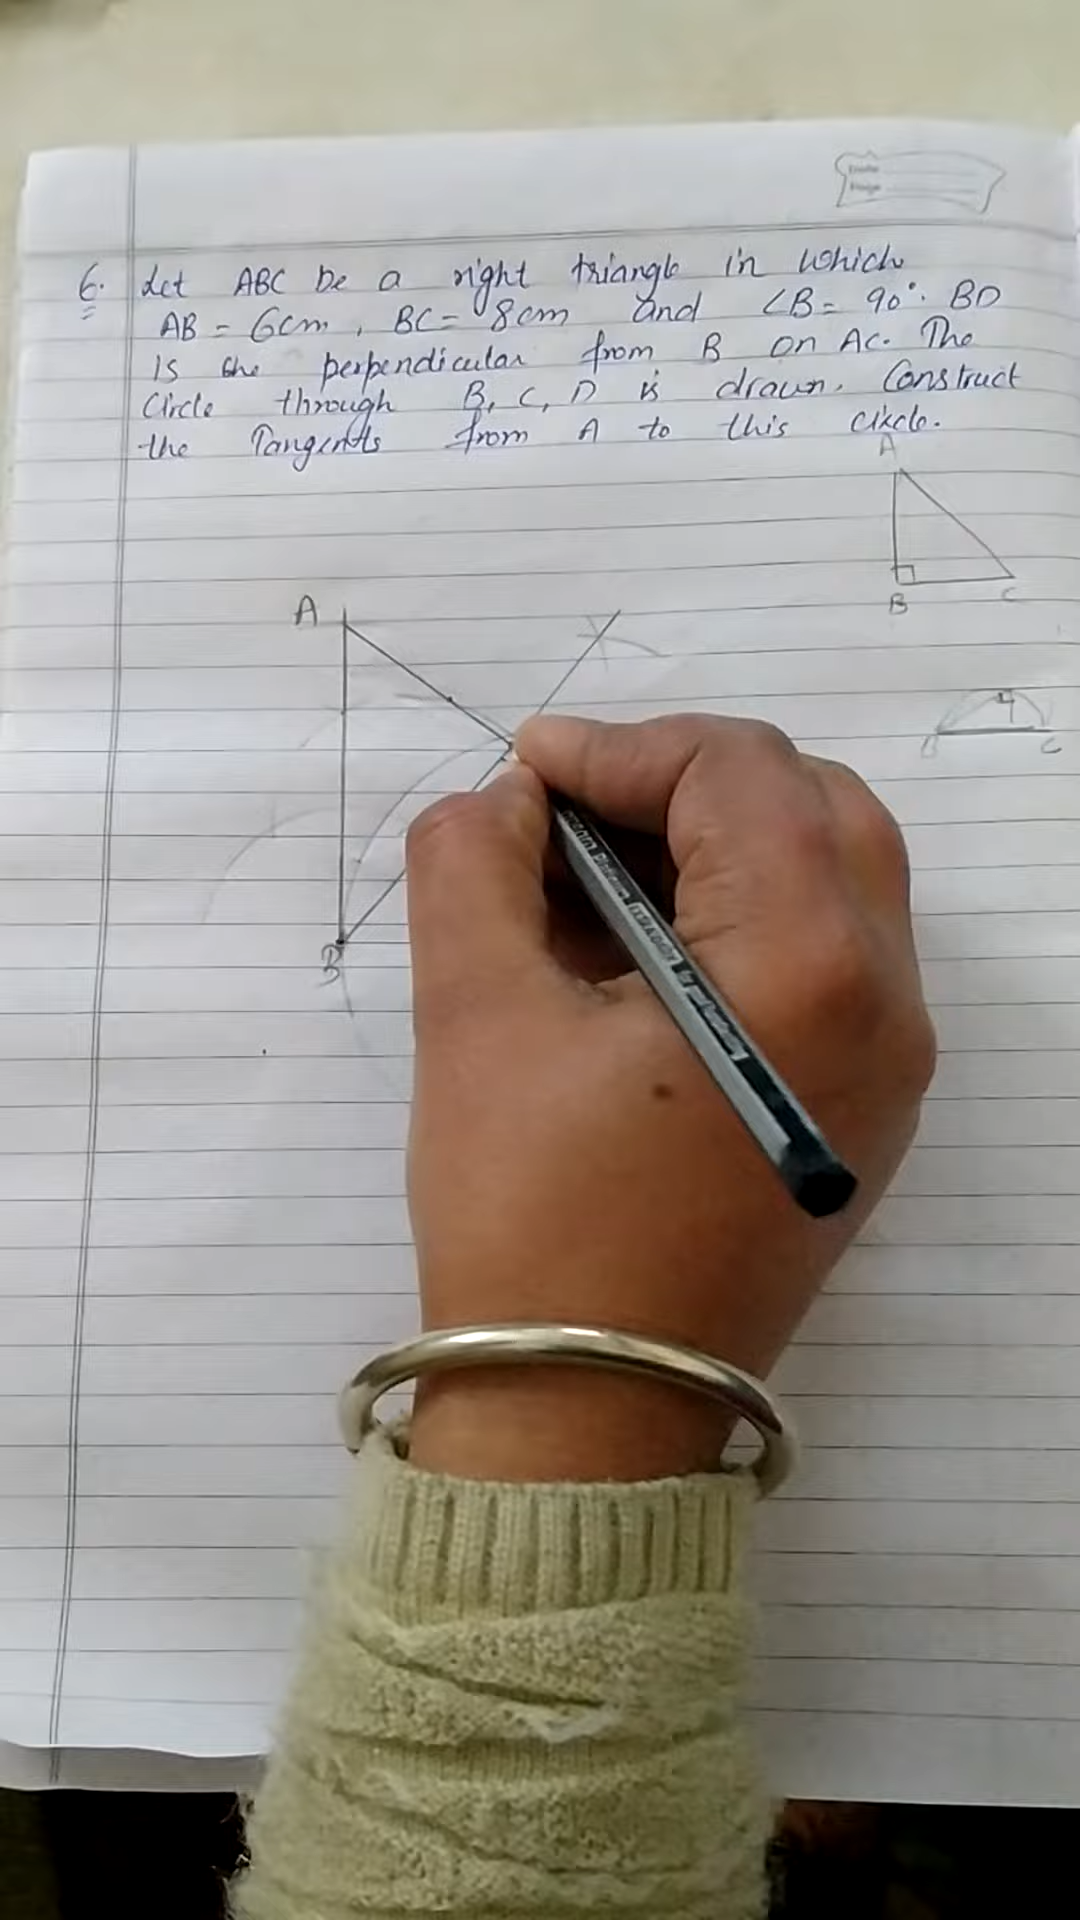 6. Let ABC be a right triangle in which
AB = 6cm, BC = 8cm and ∠B = 90°. BD
is the perpendicular from B on AC. The
Circle through B, C, D is drawn. Construct
the Tangents from A to this circle.
A
B
C
A
B
C